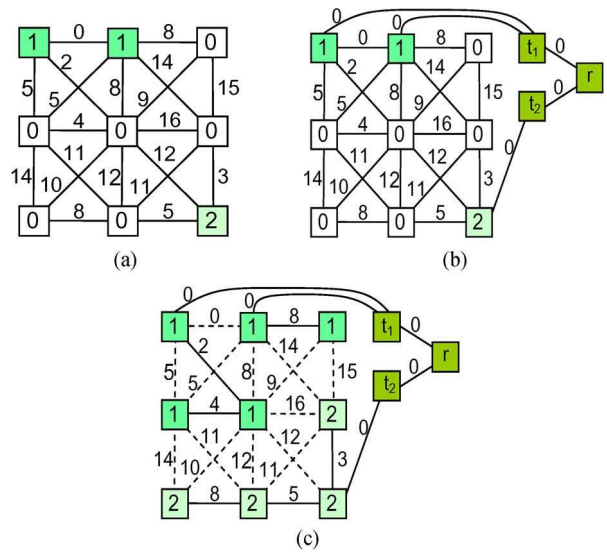 1 0 1 8 0
2 14
5 5 8 9 15
0 4 0 16 0
11 12
14 10 12 11 3
0 8 0 5 2
(a)
0 0
1 0 1 8 0 t₁ 0
r
2 14 t₂ 0
5 5 8 9 15
0 4 0 16 0
11 12 0
14 10 12 11 3
0 8 0 5 2
(b)
0 0
1 0 1 8 1 t₁ 0
r
2 14
5 5 8 9 15 t₂ 0
1 4 1 16 2
11 12 0
14 10 12 11 3
2 8 2 5 2
(c)